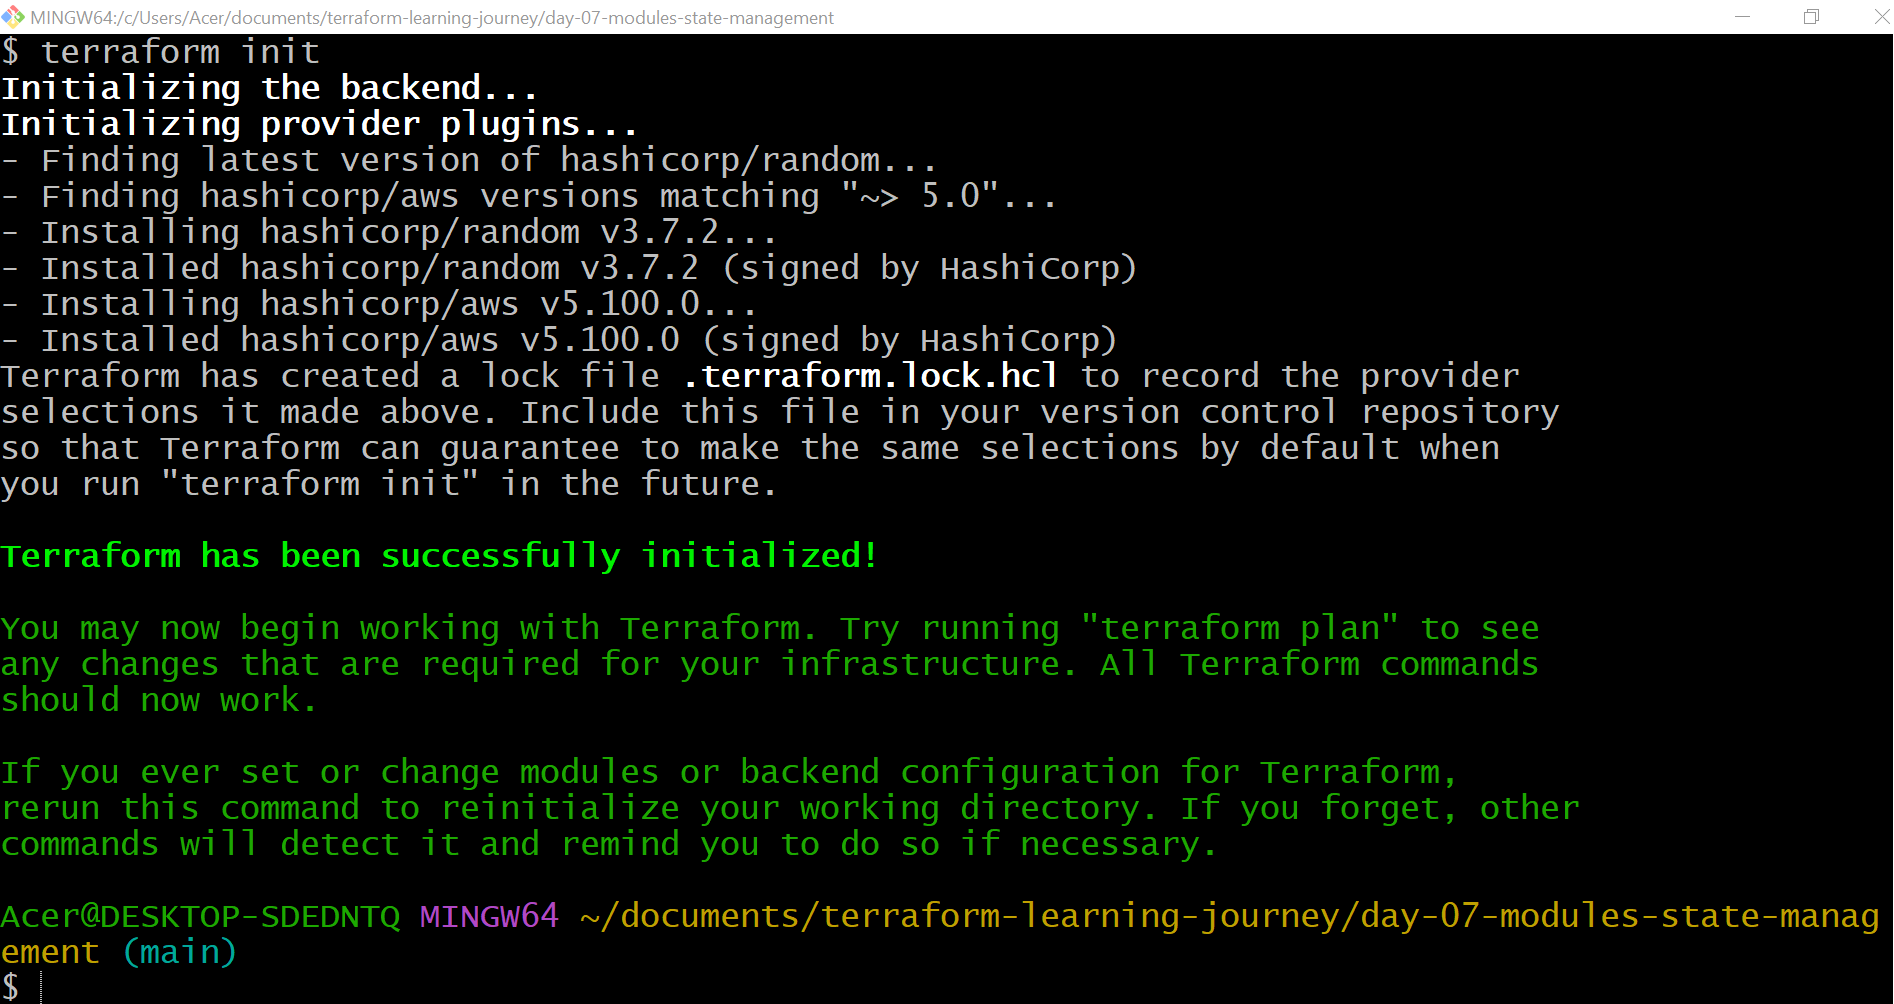 MINGW64:/c/Users/Acer/documents/terraform-learning-journey/day-07-modules-state-management
$ terraform init
Initializing the backend...
Initializing provider plugins...
- Finding latest version of hashicorp/random...
- Finding hashicorp/aws versions matching "~> 5.0"...
- Installing hashicorp/random v3.7.2...
- Installed hashicorp/random v3.7.2 (signed by HashiCorp)
- Installing hashicorp/aws v5.100.0...
- Installed hashicorp/aws v5.100.0 (signed by HashiCorp)
Terraform has created a lock file .terraform.lock.hcl to record the provider
selections it made above. Include this file in your version control repository
so that Terraform can guarantee to make the same selections by default when
you run "terraform init" in the future.

Terraform has been successfully initialized!

You may now begin working with Terraform. Try running "terraform plan" to see
any changes that are required for your infrastructure. All Terraform commands
should now work.

If you ever set or change modules or backend configuration for Terraform,
rerun this command to reinitialize your working directory. If you forget, other
commands will detect it and remind you to do so if necessary.

Acer@DESKTOP-SDEDNTQ MINGW64 ~/documents/terraform-learning-journey/day-07-modules-state-manag
ement (main)
$